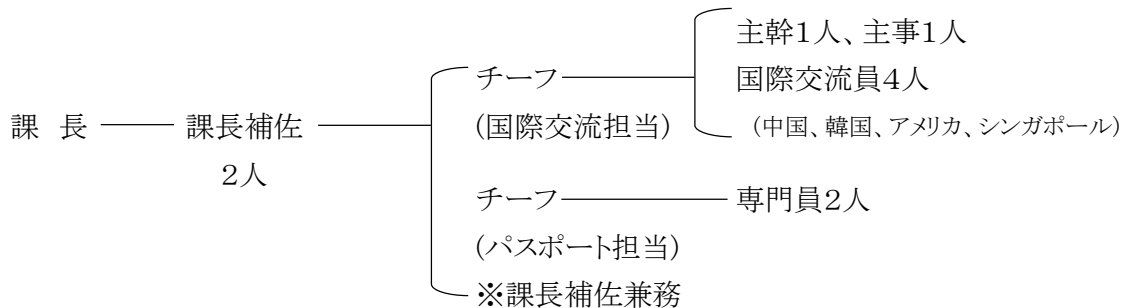 課 長
課長補佐
2人
チーフ
(国際交流担当)
主幹1人、主事1人
国際交流員4人
(中国、韓国、アメリカ、シンガポール)
チーフ
(パスポート担当)
※課長補佐兼務
専門員2人